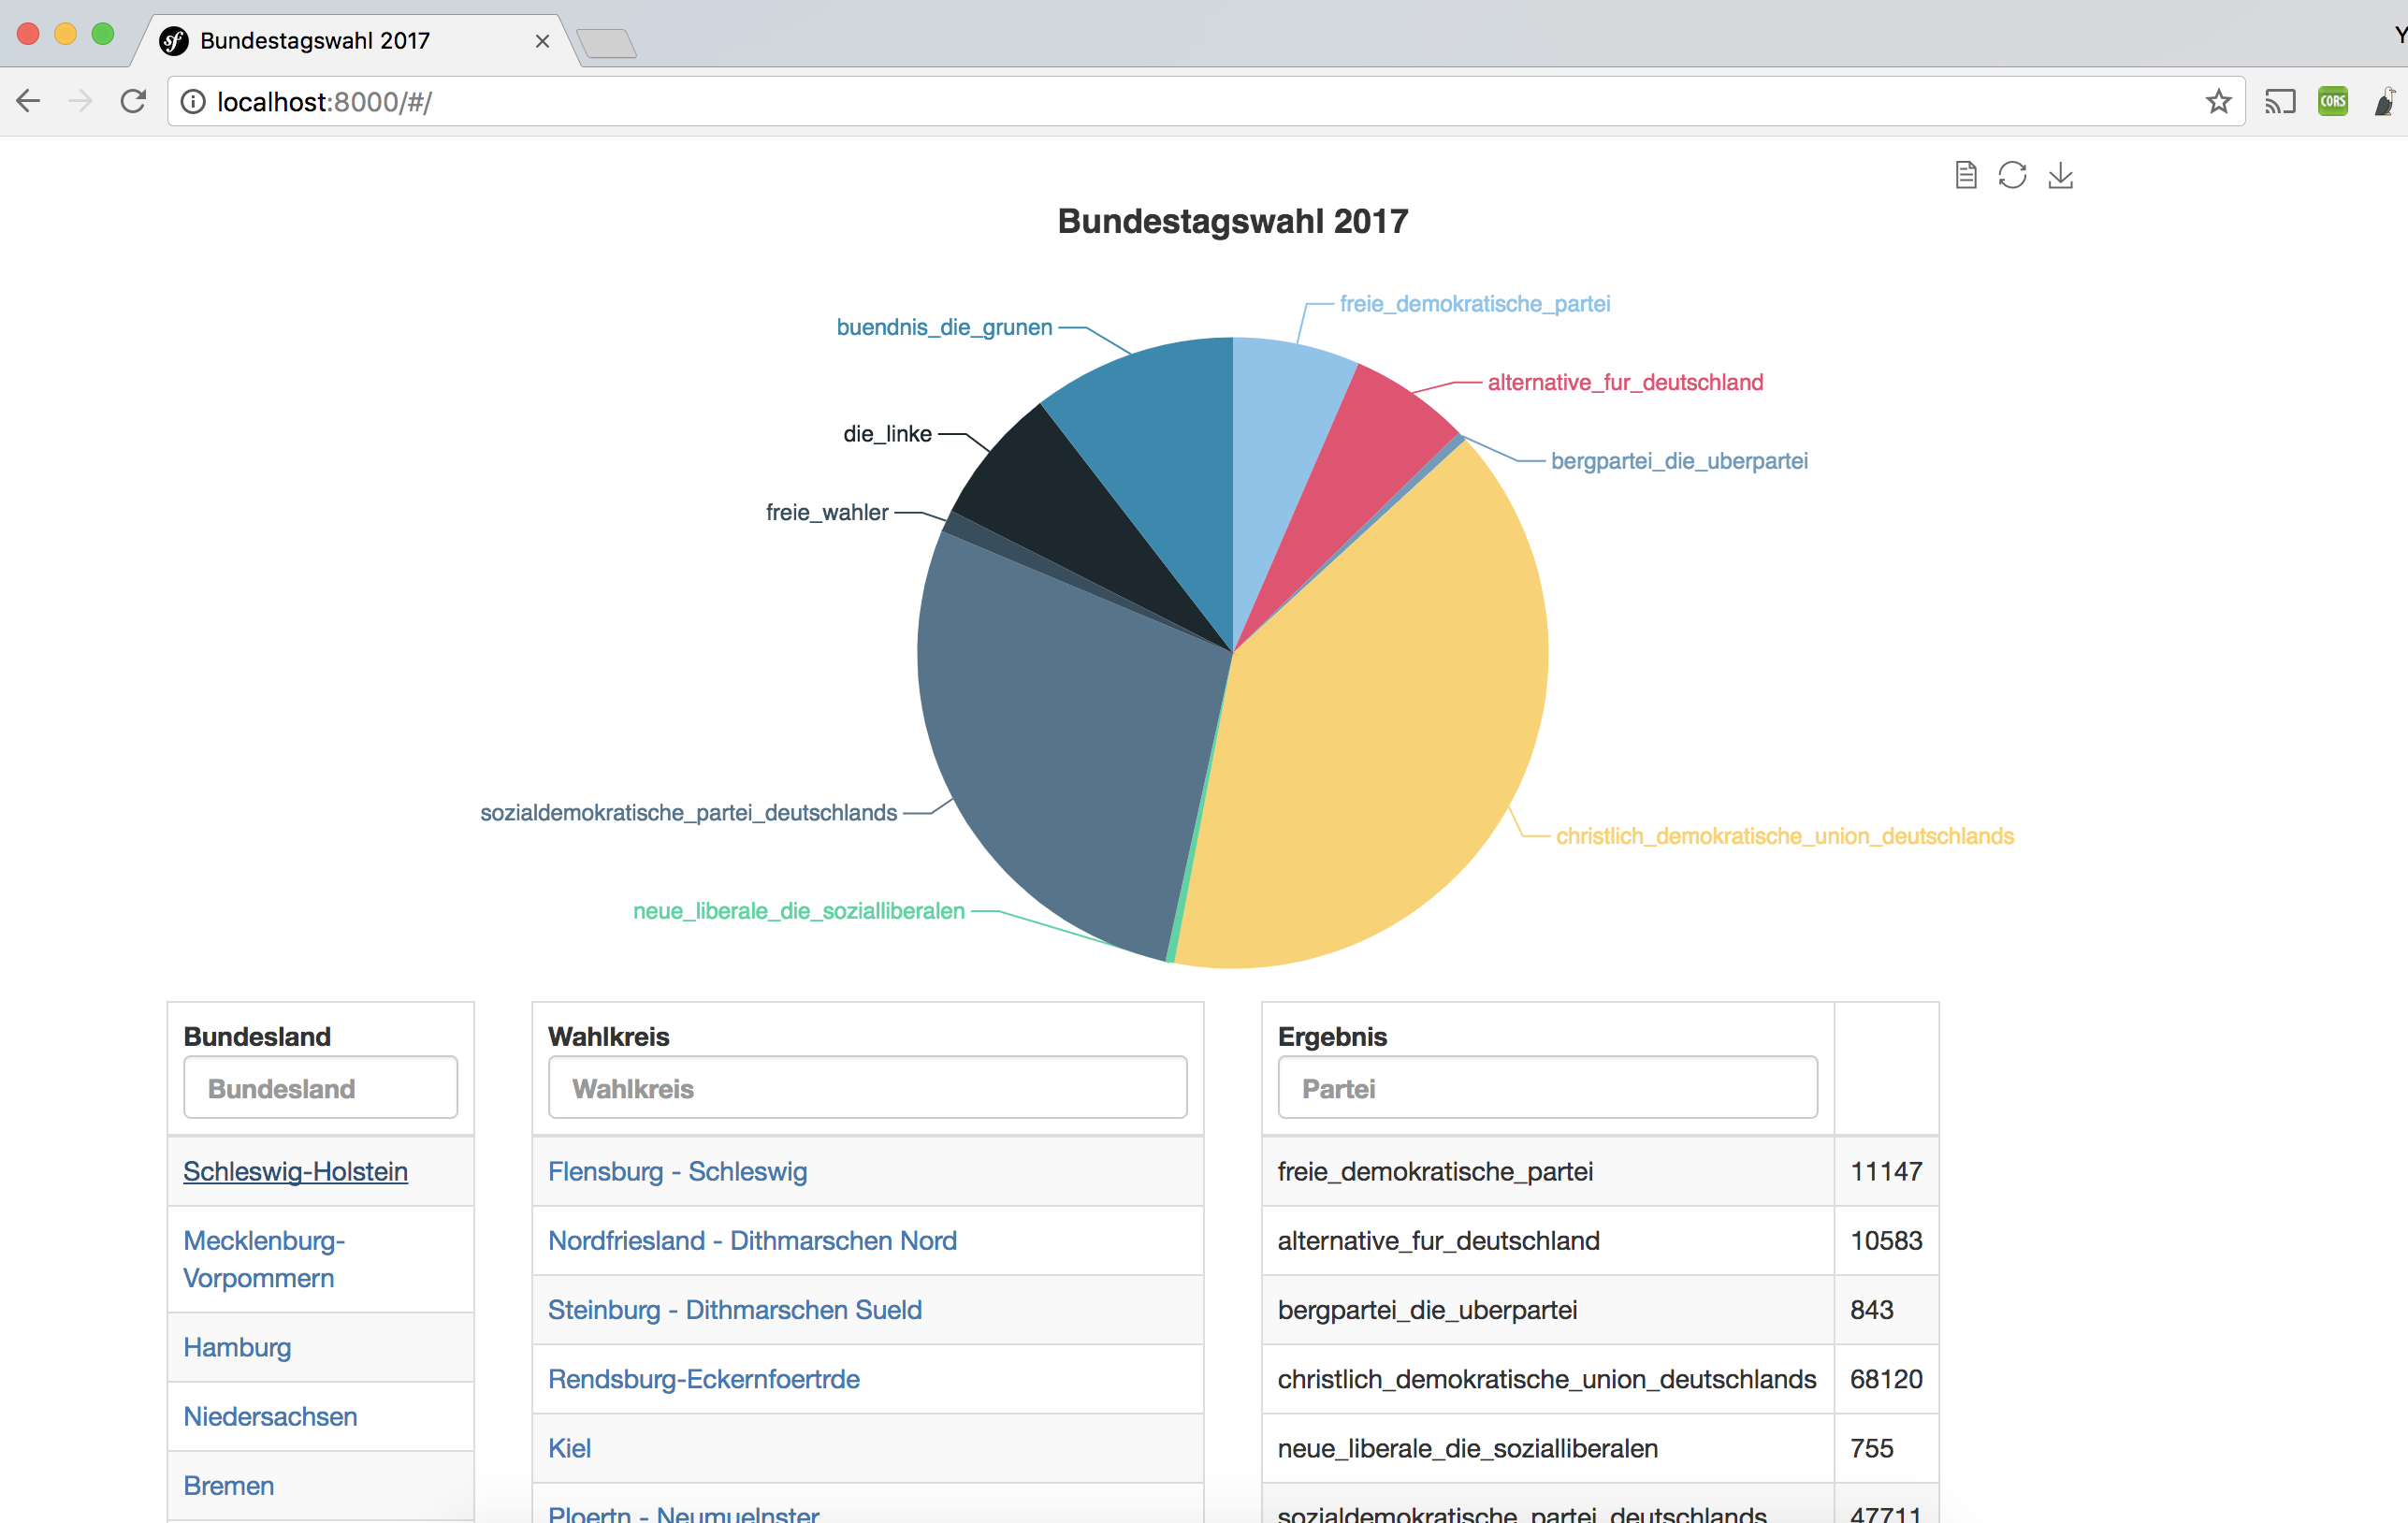 Bundestagswahl 2017
Y
localhost:8000/#/
CORS
Bundestagswahl 2017
freie_demokratische_partei
buendnis_die_grunen
alternative_fur_deutschland
die_linke
bergpartei_die_uberpartei
freie_wahler
sozialdemokratische_partei_deutschlands
christlich_demokratische_union_deutschlands
neue_liberale_die_sozialliberalen
Bundesland
Bundesland
Schleswig-Holstein
Mecklenburg-
Vorpommern
Hamburg
Niedersachsen
Bremen
Wahlkreis
Wahlkreis
Flensburg - Schleswig
Nordfriesland - Dithmarschen Nord
Steinburg - Dithmarschen Sueld
Rendsburg-Eckernfoertrde
Kiel
Ploertn - Neumuelnster
Ergebnis
Partei
freie_demokratische_partei 11147
alternative_fur_deutschland 10583
bergpartei_die_uberpartei 843
christlich_demokratische_union_deutschlands 68120
neue_liberale_die_sozialliberalen 755
sozialdemokratische_partei_deutschlands 47711